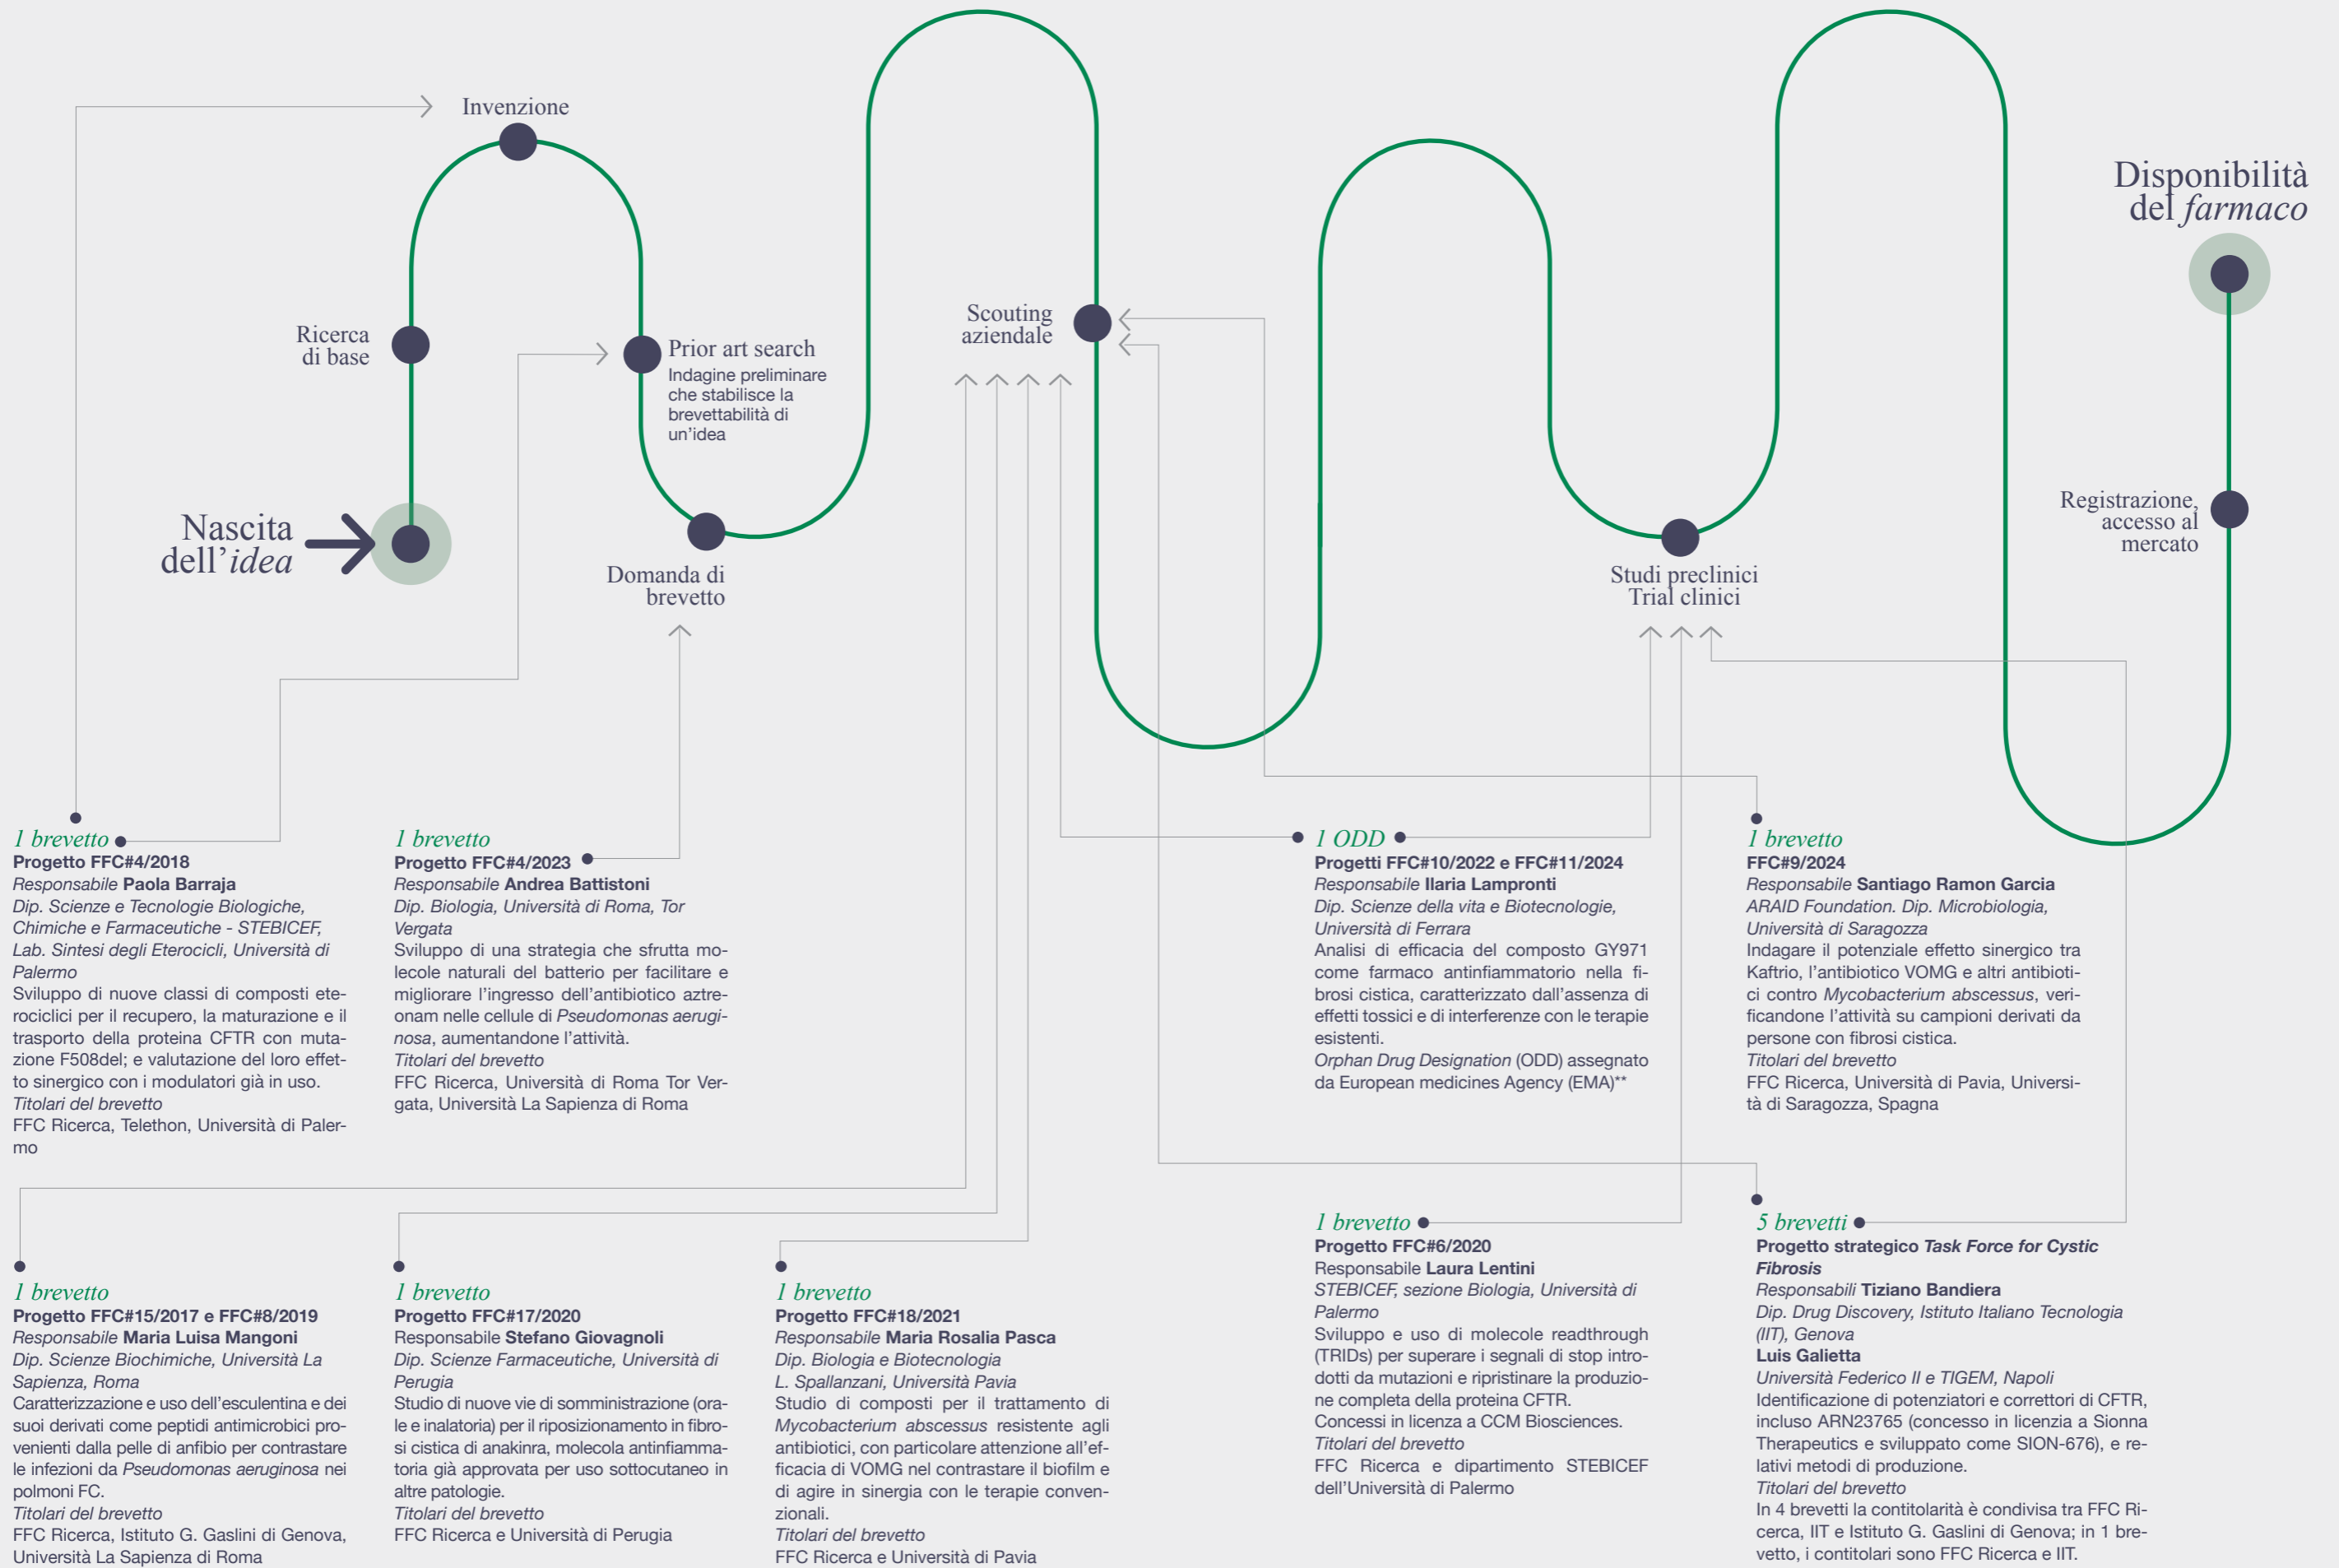 Invenzione
Ricerca
di base
Prior art search
Indagine preliminare
che stabilisce la
brevettabilità di
un’idea
Scouting
aziendale
Disponibilità
del farmaco
Nascita
dell’idea
Domanda di
brevetto
Studi preclinici
Trial clinici
Registrazione,
accesso al
mercato
1 brevetto
Progetto FFC#4/2018
Responsabile Paola Barraja
Dip. Scienze e Tecnologie Biologiche,
Chimiche e Farmaceutiche - STEBICEF,
Lab. Sintesi degli Eterocicli, Università di
Palermo
Sviluppo di nuove classi di composti ete-
rociclici per il recupero, la maturazione e il
trasporto della proteina CFTR con muta-
zione F508del; e valutazione del loro effet-
to sinergico con i modulatori già in uso.
Titolari del brevetto
FFC Ricerca, Telethon, Università di Paler-
mo
1 brevetto
Progetto FFC#4/2023
Responsabile Andrea Battistoni
Dip. Biologia, Università di Roma, Tor
Vergata
Sviluppo di una strategia che sfrutta mo-
lecole naturali del batterio per facilitare e
migliorare l’ingresso dell’antibiotico aztre-
onam nelle cellule di Pseudomonas aerugi-
nosa, aumentandone l’attività.
Titolari del brevetto
FFC Ricerca, Università di Roma Tor Ver-
gata, Università La Sapienza di Roma
1 ODD
Progetti FFC#10/2022 e FFC#11/2024
Responsabile Ilaria Lampronti
Dip. Scienze della vita e Biotecnologie,
Università di Ferrara
Analisi di efficacia del composto GY971
come farmaco antinfiammatorio nella fi-
brosi cistica, caratterizzato dall’assenza di
effetti tossici e di interferenze con le terapie
esistenti.
Orphan Drug Designation (ODD) assegnato
da European medicines Agency (EMA)**
1 brevetto
FFC#9/2024
Responsabile Santiago Ramon Garcia
ARAID Foundation. Dip. Microbiologia,
Università di Saragozza
Indagare il potenziale effetto sinergico tra
Kaftrio, l’antibiotico VOMG e altri antibioti-
ci contro Mycobacterium abscessus, veri-
ficandone l’attività su campioni derivati da
persone con fibrosi cistica.
Titolari del brevetto
FFC Ricerca, Università di Pavia, Universi-
tà di Saragozza, Spagna
1 brevetto
Progetto FFC#15/2017 e FFC#8/2019
Responsabile Maria Luisa Mangoni
Dip. Scienze Biochimiche, Università La
Sapienza, Roma
Caratterizzazione e uso dell’esculentina e dei
suoi derivati come peptidi antimicrobici pro-
venienti dalla pelle di anfibio per contrastare
le infezioni da Pseudomonas aeruginosa nei
polmoni FC.
Titolari del brevetto
FFC Ricerca, Istituto G. Gaslini di Genova,
Università La Sapienza di Roma
1 brevetto
Progetto FFC#17/2020
Responsabile Stefano Giovagnoli
Dip. Scienze Farmaceutiche, Università di
Perugia
Studio di nuove vie di somministrazione (ora-
le e inalatoria) per il riposizionamento in fibro-
si cistica di anakinra, molecola antinfiamma-
toria già approvata per uso sottocutaneo in
altre patologie.
Titolari del brevetto
FFC Ricerca e Università di Perugia
1 brevetto
Progetto FFC#18/2021
Responsabile Maria Rosalia Pasca
Dip. Biologia e Biotecnologia
L. Spallanzani, Università Pavia
Studio di composti per il trattamento di
Mycobacterium abscessus resistente agli
antibiotici, con particolare attenzione all’ef-
ficacia di VOMG nel contrastare il biofilm e
di agire in sinergia con le terapie conven-
zionali.
Titolari del brevetto
FFC Ricerca e Università di Pavia
1 brevetto
Progetto FFC#6/2020
Responsabile Laura Lentini
STEBICEF, sezione Biologia, Università di
Palermo
Sviluppo e uso di molecole readthrough
(TRIDs) per superare i segnali di stop intro-
dotti da mutazioni e ripristinare la produzio-
ne completa della proteina CFTR.
Concessi in licenza a CCM Biosciences.
Titolari del brevetto
FFC Ricerca e dipartimento STEBICEF
dell’Università di Palermo
5 brevetti
Progetto strategico Task Force for Cystic
Fibrosis
Responsabili Tiziano Bandiera
Dip. Drug Discovery, Istituto Italiano Tecnologia
(IIT), Genova
Luis Galietta
Università Federico II e TIGEM, Napoli
Identificazione di potenziatori e correttori di CFTR,
incluso ARN23765 (concesso in licenzia a Sionna
Therapeutics e sviluppato come SION-676), e re-
lativi metodi di produzione.
Titolari del brevetto
In 4 brevetti la contitolarità è condivisa tra FFC Ri-
cerca, IIT e Istituto G. Gaslini di Genova; in 1 bre-
vetto, i contitolari sono FFC Ricerca e IIT.